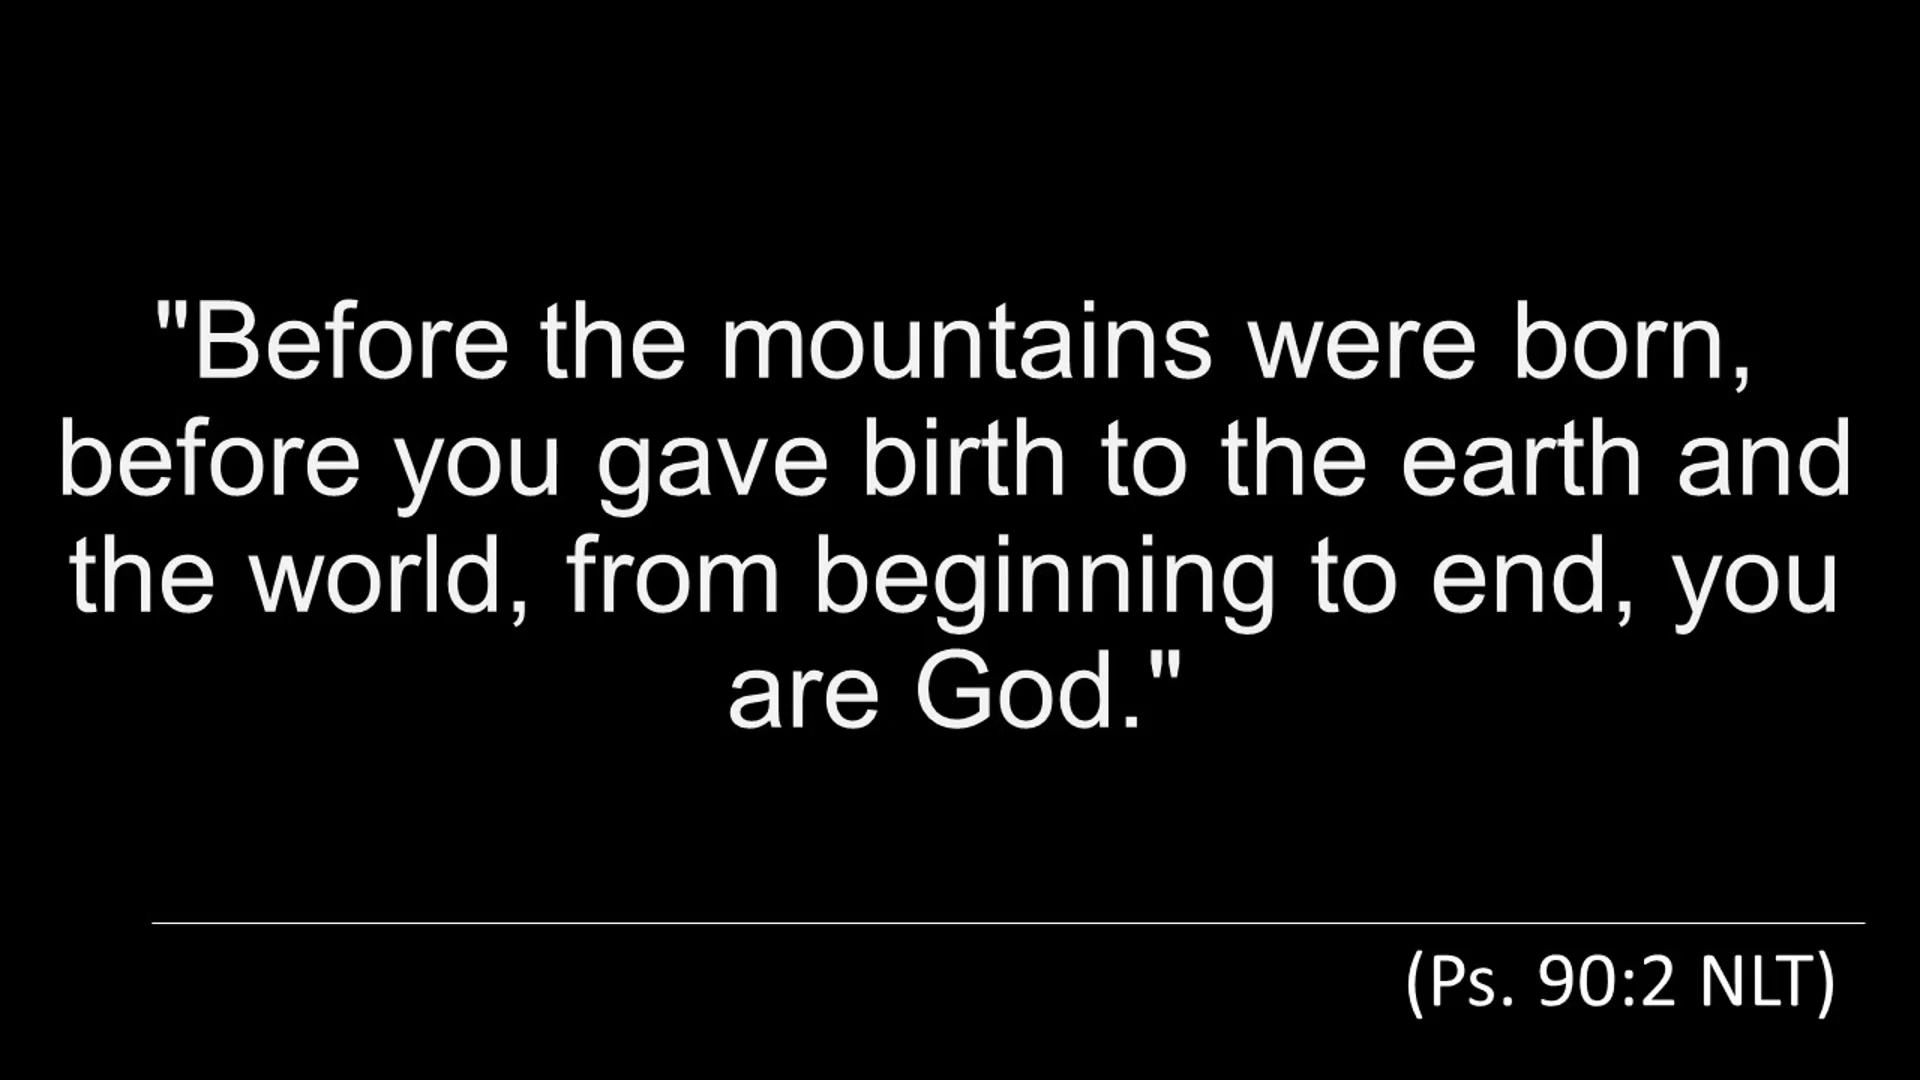 "Before the mountains were born,
before you gave birth to the earth and
the world, from beginning to end, you
are God."
(Ps. 90:2 NLT)